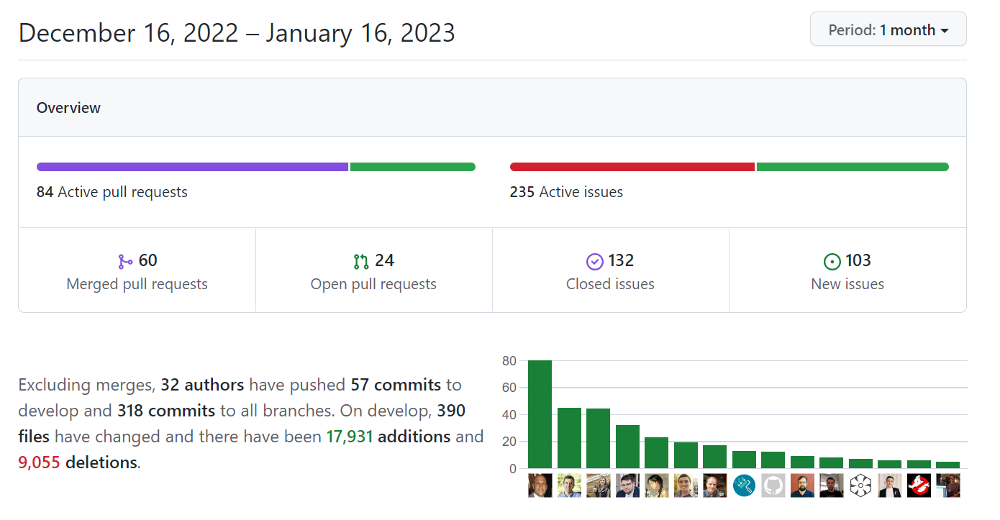 December 16, 2022 – January 16, 2023
Period: 1 month
Overview
84 Active pull requests
235 Active issues
60
Merged pull requests
24
Open pull requests
132
Closed issues
103
New issues
Excluding merges, 32 authors have pushed 57 commits to
develop and 318 commits to all branches. On develop, 390
files have changed and there have been 17,931 additions and
9,055 deletions.
80
60
40
20
0